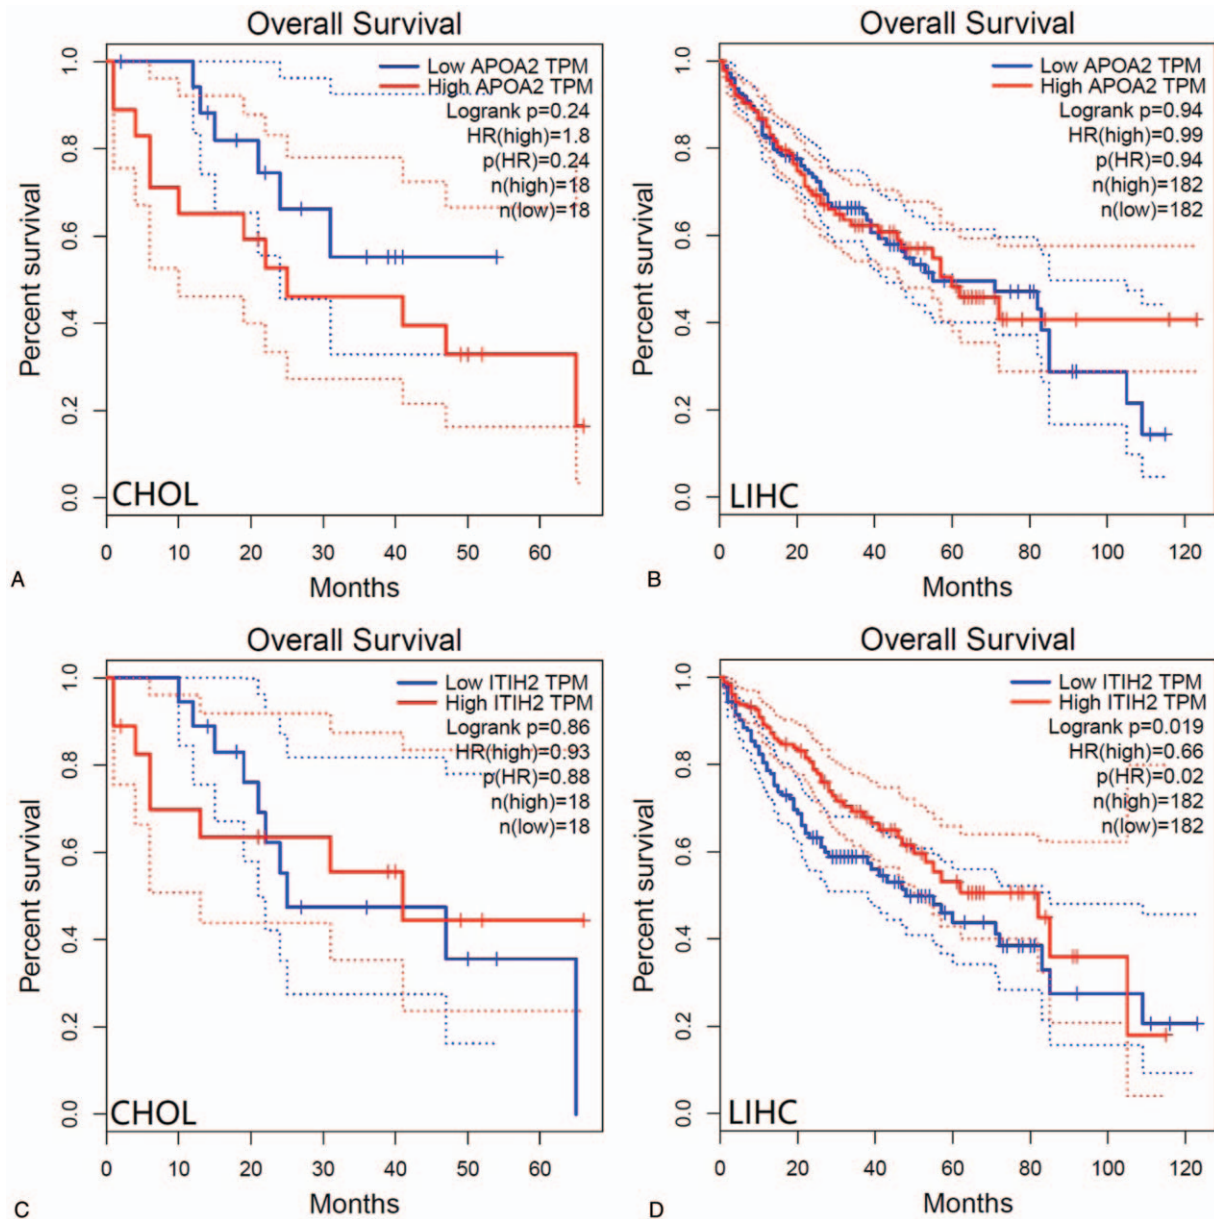 Overall Survival
Percent survival
1.0
0.8
0.6
0.4
0.2
0.0
Low APOA2 TPM
High APOA2 TPM
Logrank p=0.24
HR(high)=1.8
p(HR)=0.24
n(high)=18
n(low)=18
CHOL
0 10 20 30 40 50 60
Months
A
Overall Survival
Percent survival
1.0
0.8
0.6
0.4
0.2
0.0
Low APOA2 TPM
High APOA2 TPM
Logrank p=0.94
HR(high)=0.99
p(HR)=0.94
n(high)=182
n(low)=182
LIHC
0 20 40 60 80 100 120
Months
B
Overall Survival
Percent survival
1.0
0.8
0.6
0.4
0.2
0.0
Low ITIH2 TPM
High ITIH2 TPM
Logrank p=0.86
HR(high)=0.93
p(HR)=0.88
n(high)=18
n(low)=18
CHOL
0 10 20 30 40 50 60
Months
C
Overall Survival
Percent survival
1.0
0.8
0.6
0.4
0.2
0.0
Low ITIH2 TPM
High ITIH2 TPM
Logrank p=0.019
HR(high)=0.66
p(HR)=0.02
n(high)=182
n(low)=182
LIHC
0 20 40 60 80 100 120
Months
D